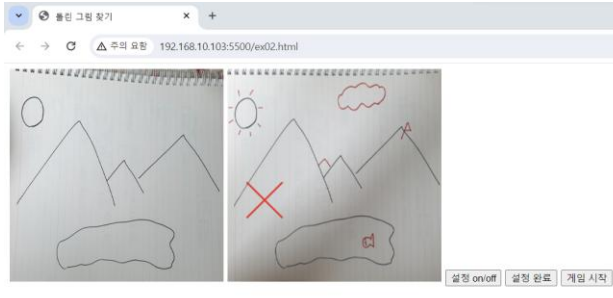 틀린 그림 찾기
주의 요함 192.168.10.103:5500/ex02.html
설정 on/off 설정 완료 게임 시작